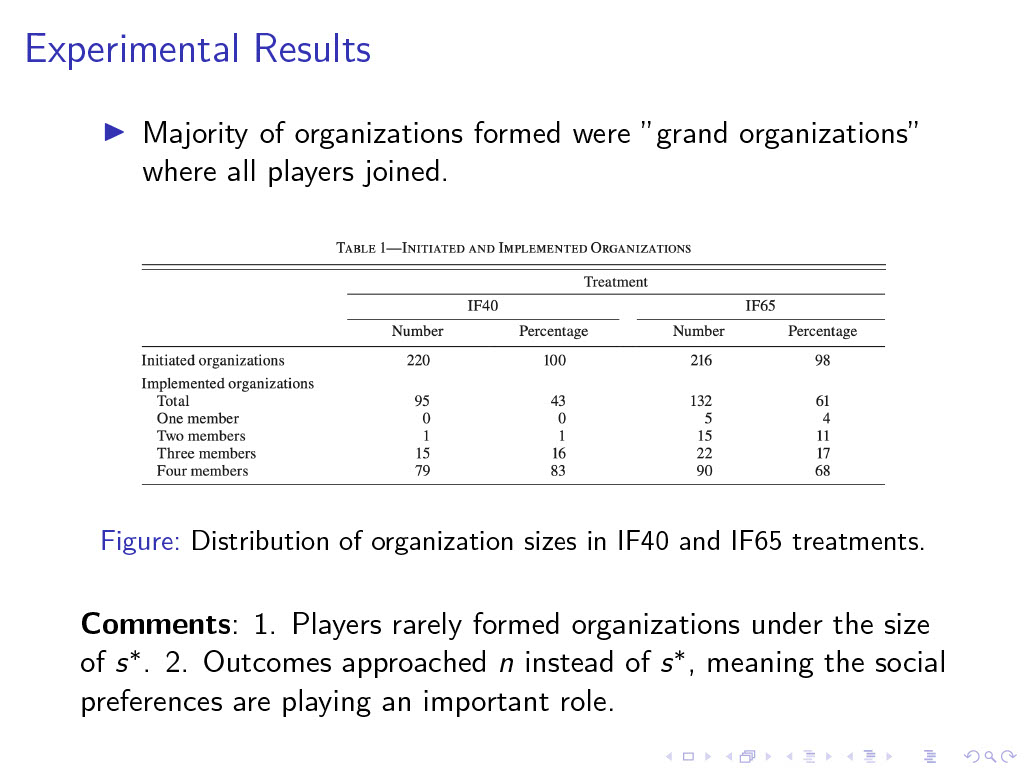 Experimental Results
Majority of organizations formed were ”grand organizations”
where all players joined.
Table 1—Initiated and Implemented Organizations
Treatment
IF40 IF65
Number Percentage Number Percentage
Initiated organizations 220 100 216 98
Implemented organizations
Total 95 43 132 61
One member 0 0 5 4
Two members 1 1 15 11
Three members 15 16 22 17
Four members 79 83 90 68
Figure: Distribution of organization sizes in IF40 and IF65 treatments.
Comments: 1. Players rarely formed organizations under the size
of s*. 2. Outcomes approached n instead of s*, meaning the social
preferences are playing an important role.